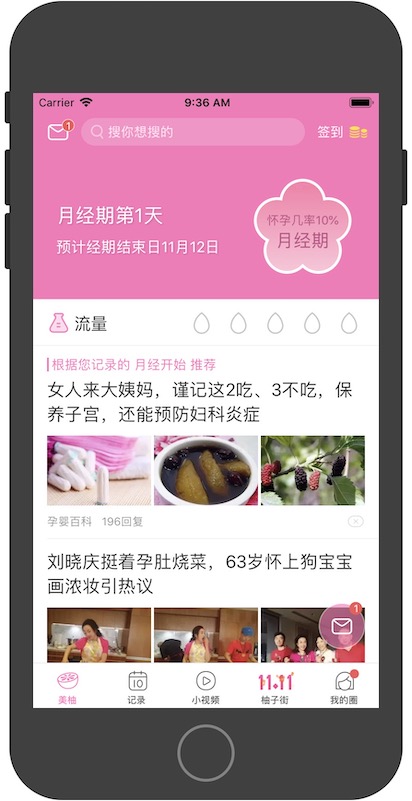 Carrier 9:36 AM
1
搜你想搜的
签到
月经期第1天
预计经期结束日11月12日
怀孕几率10%
月经期
流量
根据您记录的 月经开始 推荐
女人来大姨妈，谨记这2吃、3不吃，保
养子宫，还能预防妇科炎症
孕婴百科 196回复
刘晓庆挺着孕肚烧菜，63岁怀上狗宝宝
画浓妆引热议
1
美柚
10
记录
小视频
11.11
柚子街
我的圈